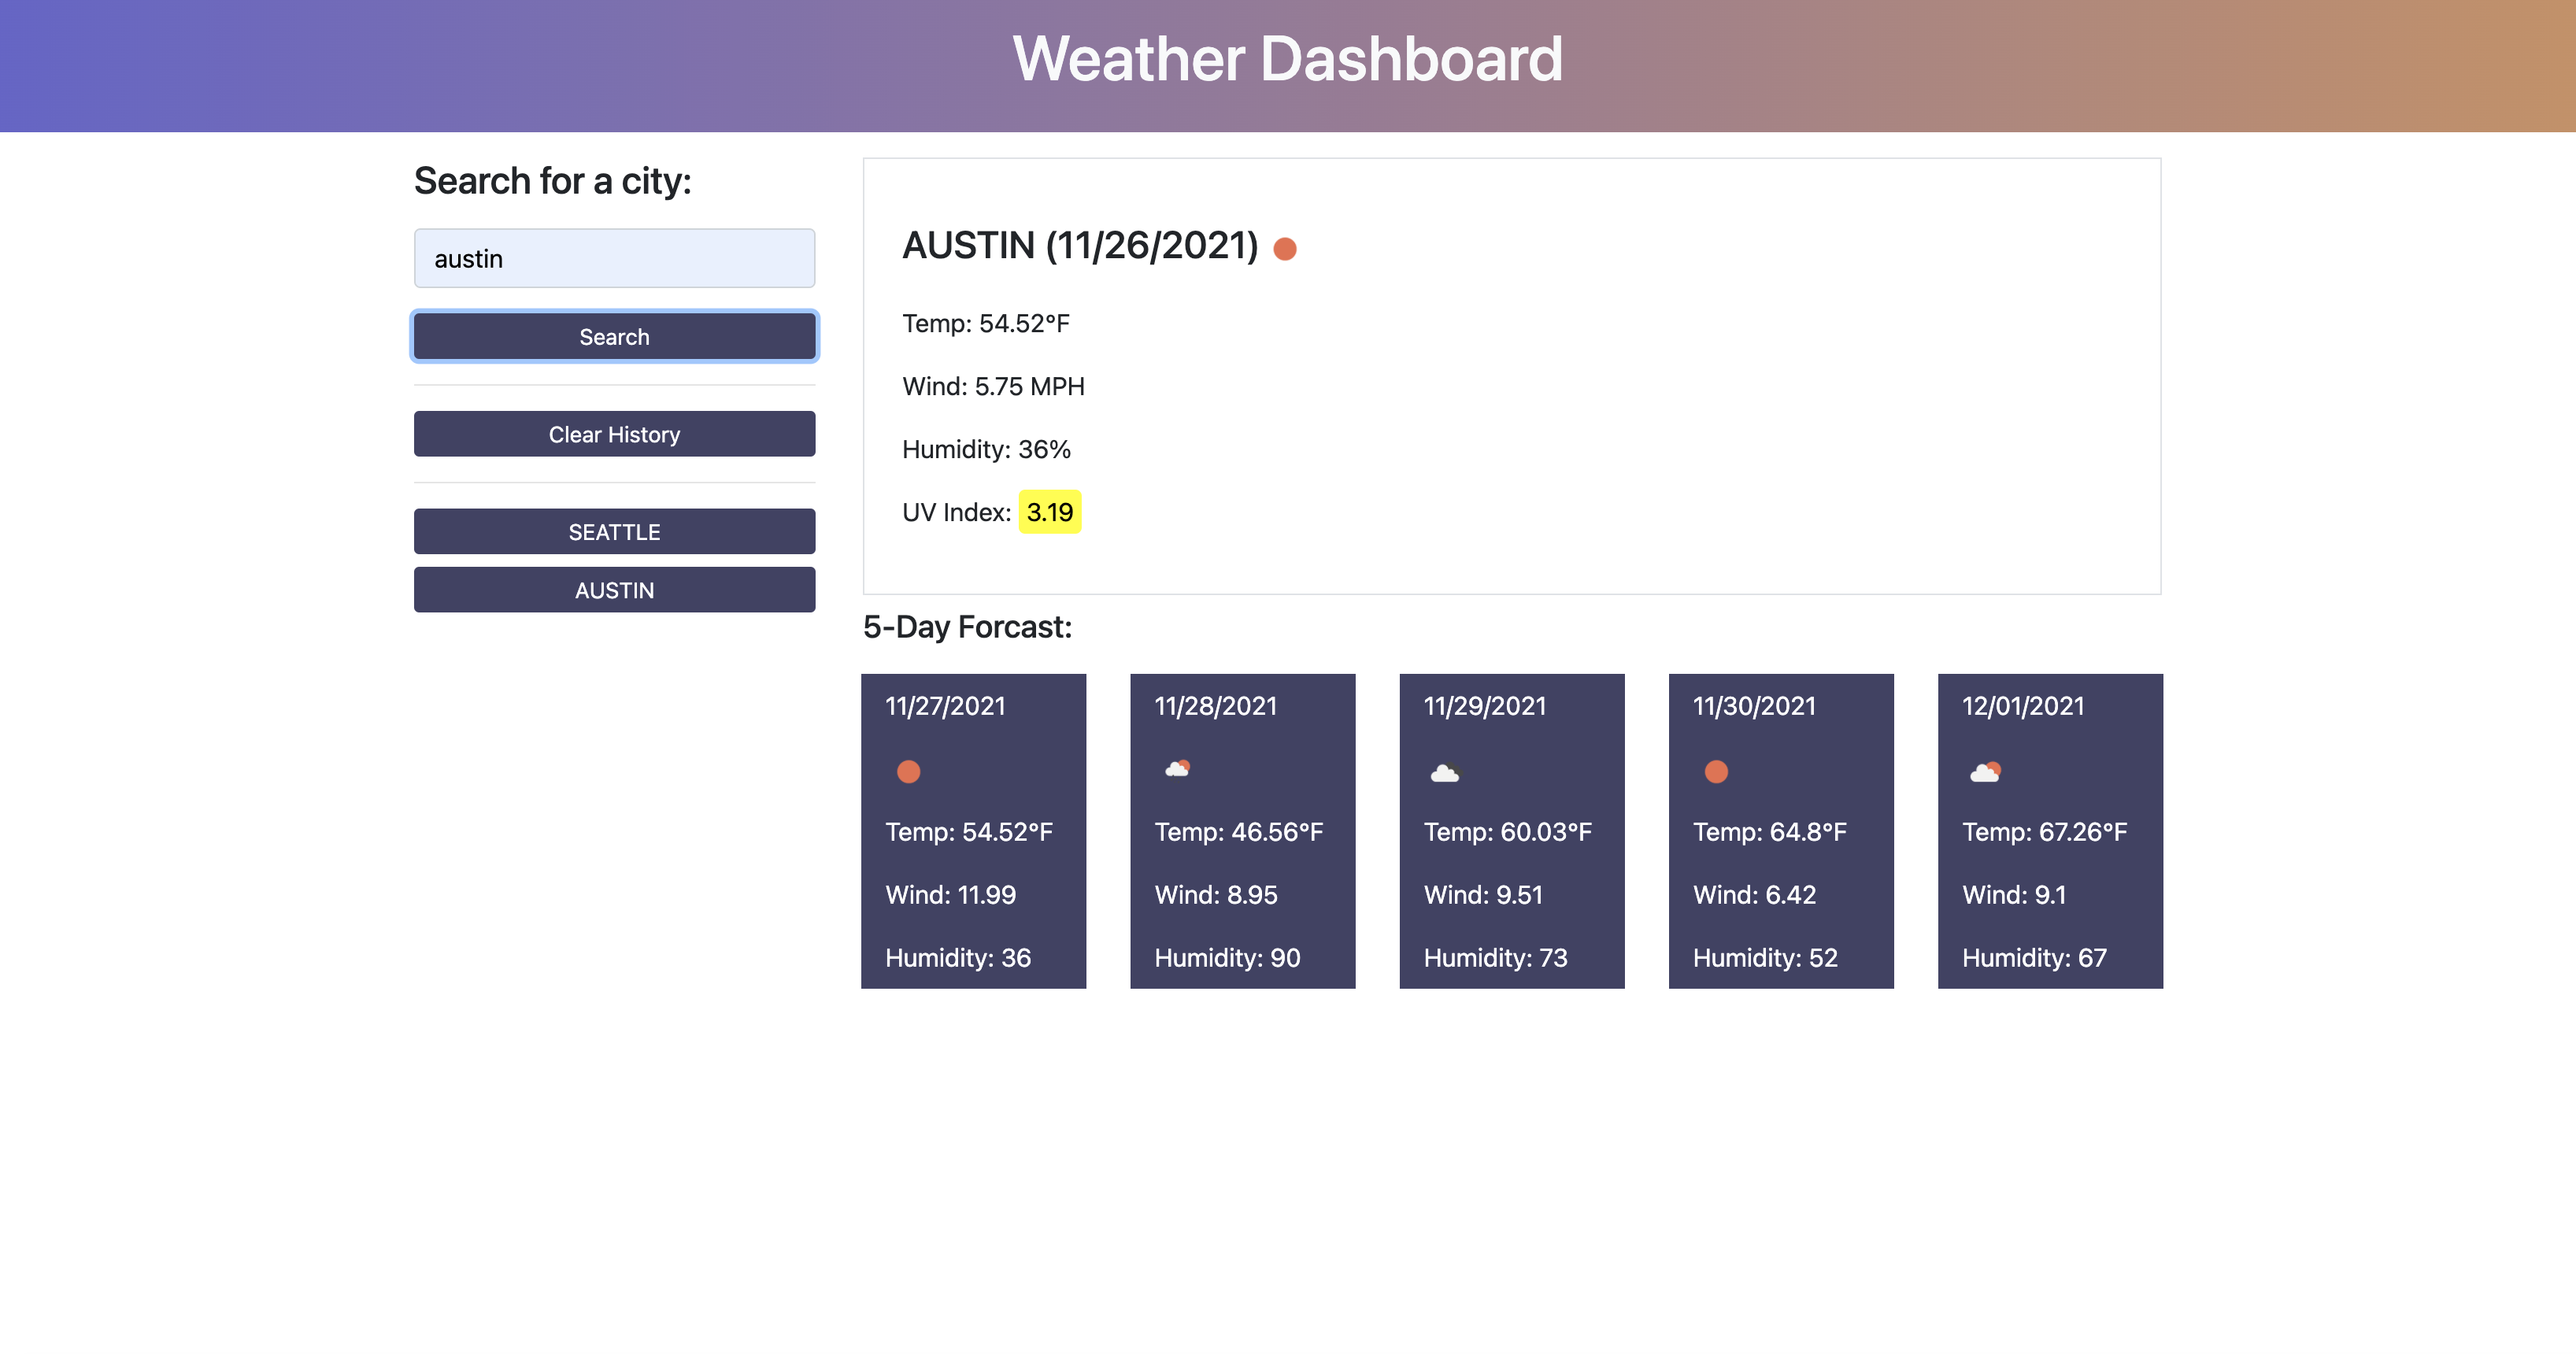 Weather Dashboard
Search for a city:
austin
Search
Clear History
SEATTLE
AUSTIN
AUSTIN (11/26/2021)
Temp: 54.52°F
Wind: 5.75 MPH
Humidity: 36%
UV Index: 3.19
5-Day Forcast:
11/27/2021
Temp: 54.52°F
Wind: 11.99
Humidity: 36
11/28/2021
Temp: 46.56°F
Wind: 8.95
Humidity: 90
11/29/2021
Temp: 60.03°F
Wind: 9.51
Humidity: 73
11/30/2021
Temp: 64.8°F
Wind: 6.42
Humidity: 52
12/01/2021
Temp: 67.26°F
Wind: 9.1
Humidity: 67